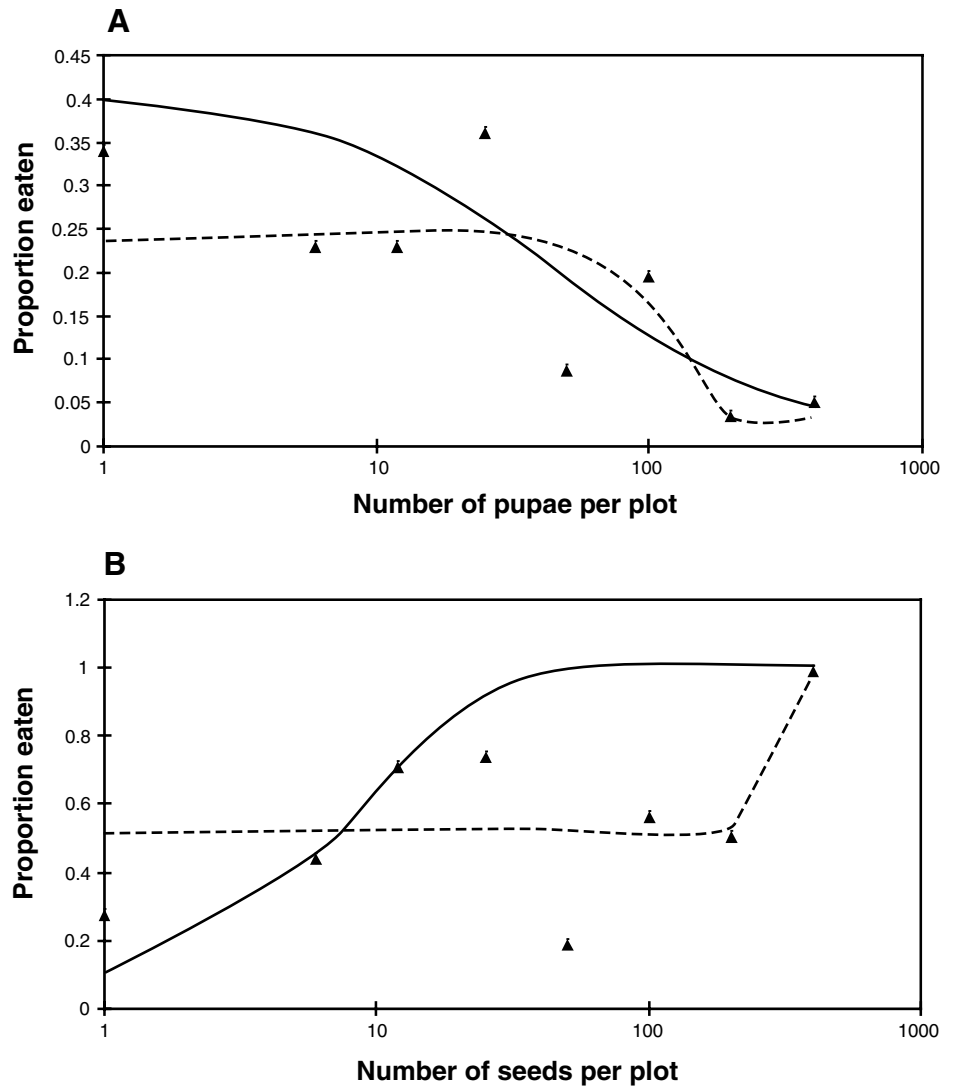 A
0.45
0.4
0.35
0.3
0.25
0.2
0.15
0.1
0.05
0
Proportion eaten
1 10 100 1000
Number of pupae per plot
B
1.2
1
0.8
0.6
0.4
0.2
0
Proportion eaten
1 10 100 1000
Number of seeds per plot